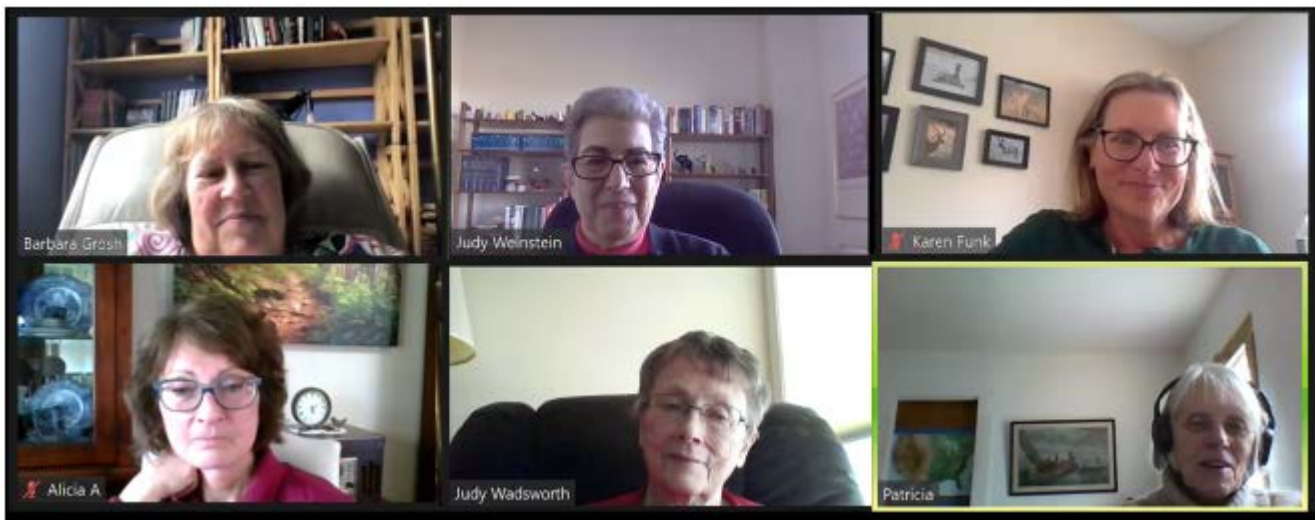 Barbara Grosh
Judy Weinstein
Karen Funk
Alicia A
Judy Wadsworth
Patricia